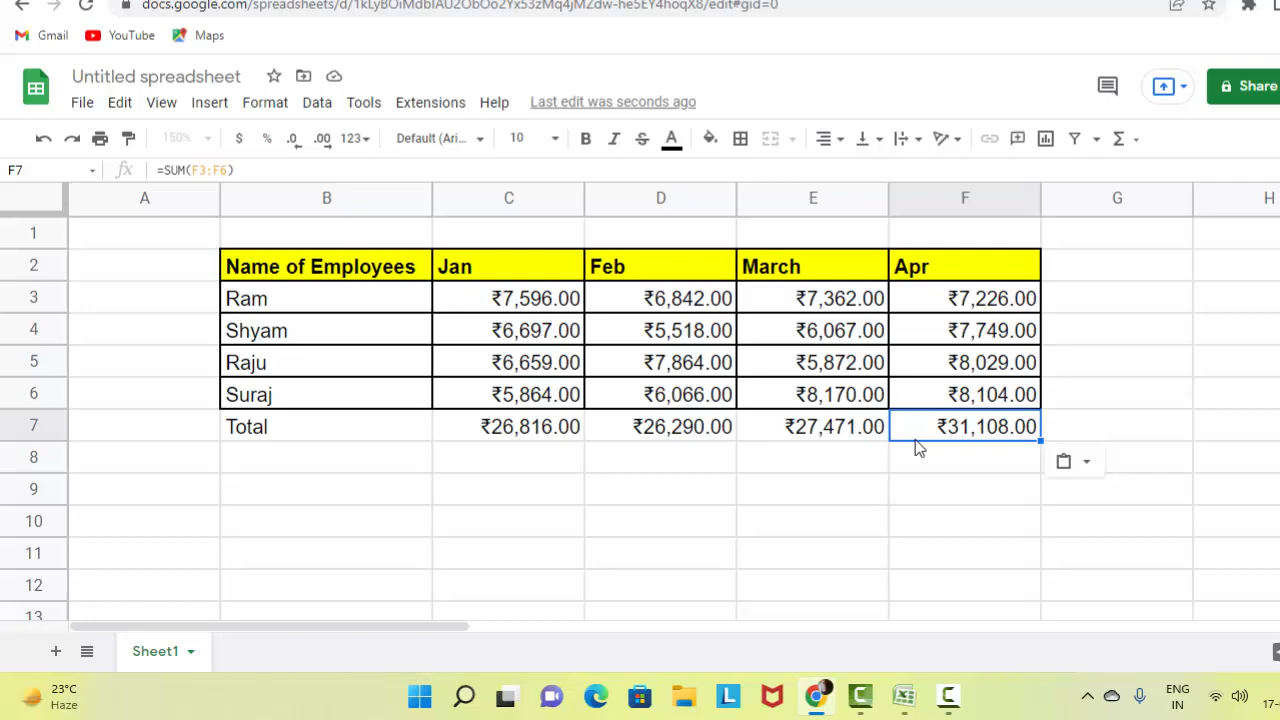 docs.google.com/spreadsheets/d/
Gmail YouTube Maps
Untitled spreadsheet
File Edit View Insert Format Data Tools Extensions Help Last edit was seconds ago
Share
150% $ % .0 .00 123 Default (Ari... 10 B I S A Σ
F7 fx =SUM(F3:F6)
A B C D E F G H
1
2 Name of Employees Jan Feb March Apr
3 Ram ₹7,596.00 ₹6,842.00 ₹7,362.00 ₹7,226.00
4 Shyam ₹6,697.00 ₹5,518.00 ₹6,067.00 ₹7,749.00
5 Raju ₹6,659.00 ₹7,864.00 ₹5,872.00 ₹8,029.00
6 Suraj ₹5,864.00 ₹6,066.00 ₹8,170.00 ₹8,104.00
7 Total ₹26,816.00 ₹26,290.00 ₹27,471.00 ₹31,108.00
8
9
10
11
12
13
+ Sheet1
23°C ENG
Haze IN 17-